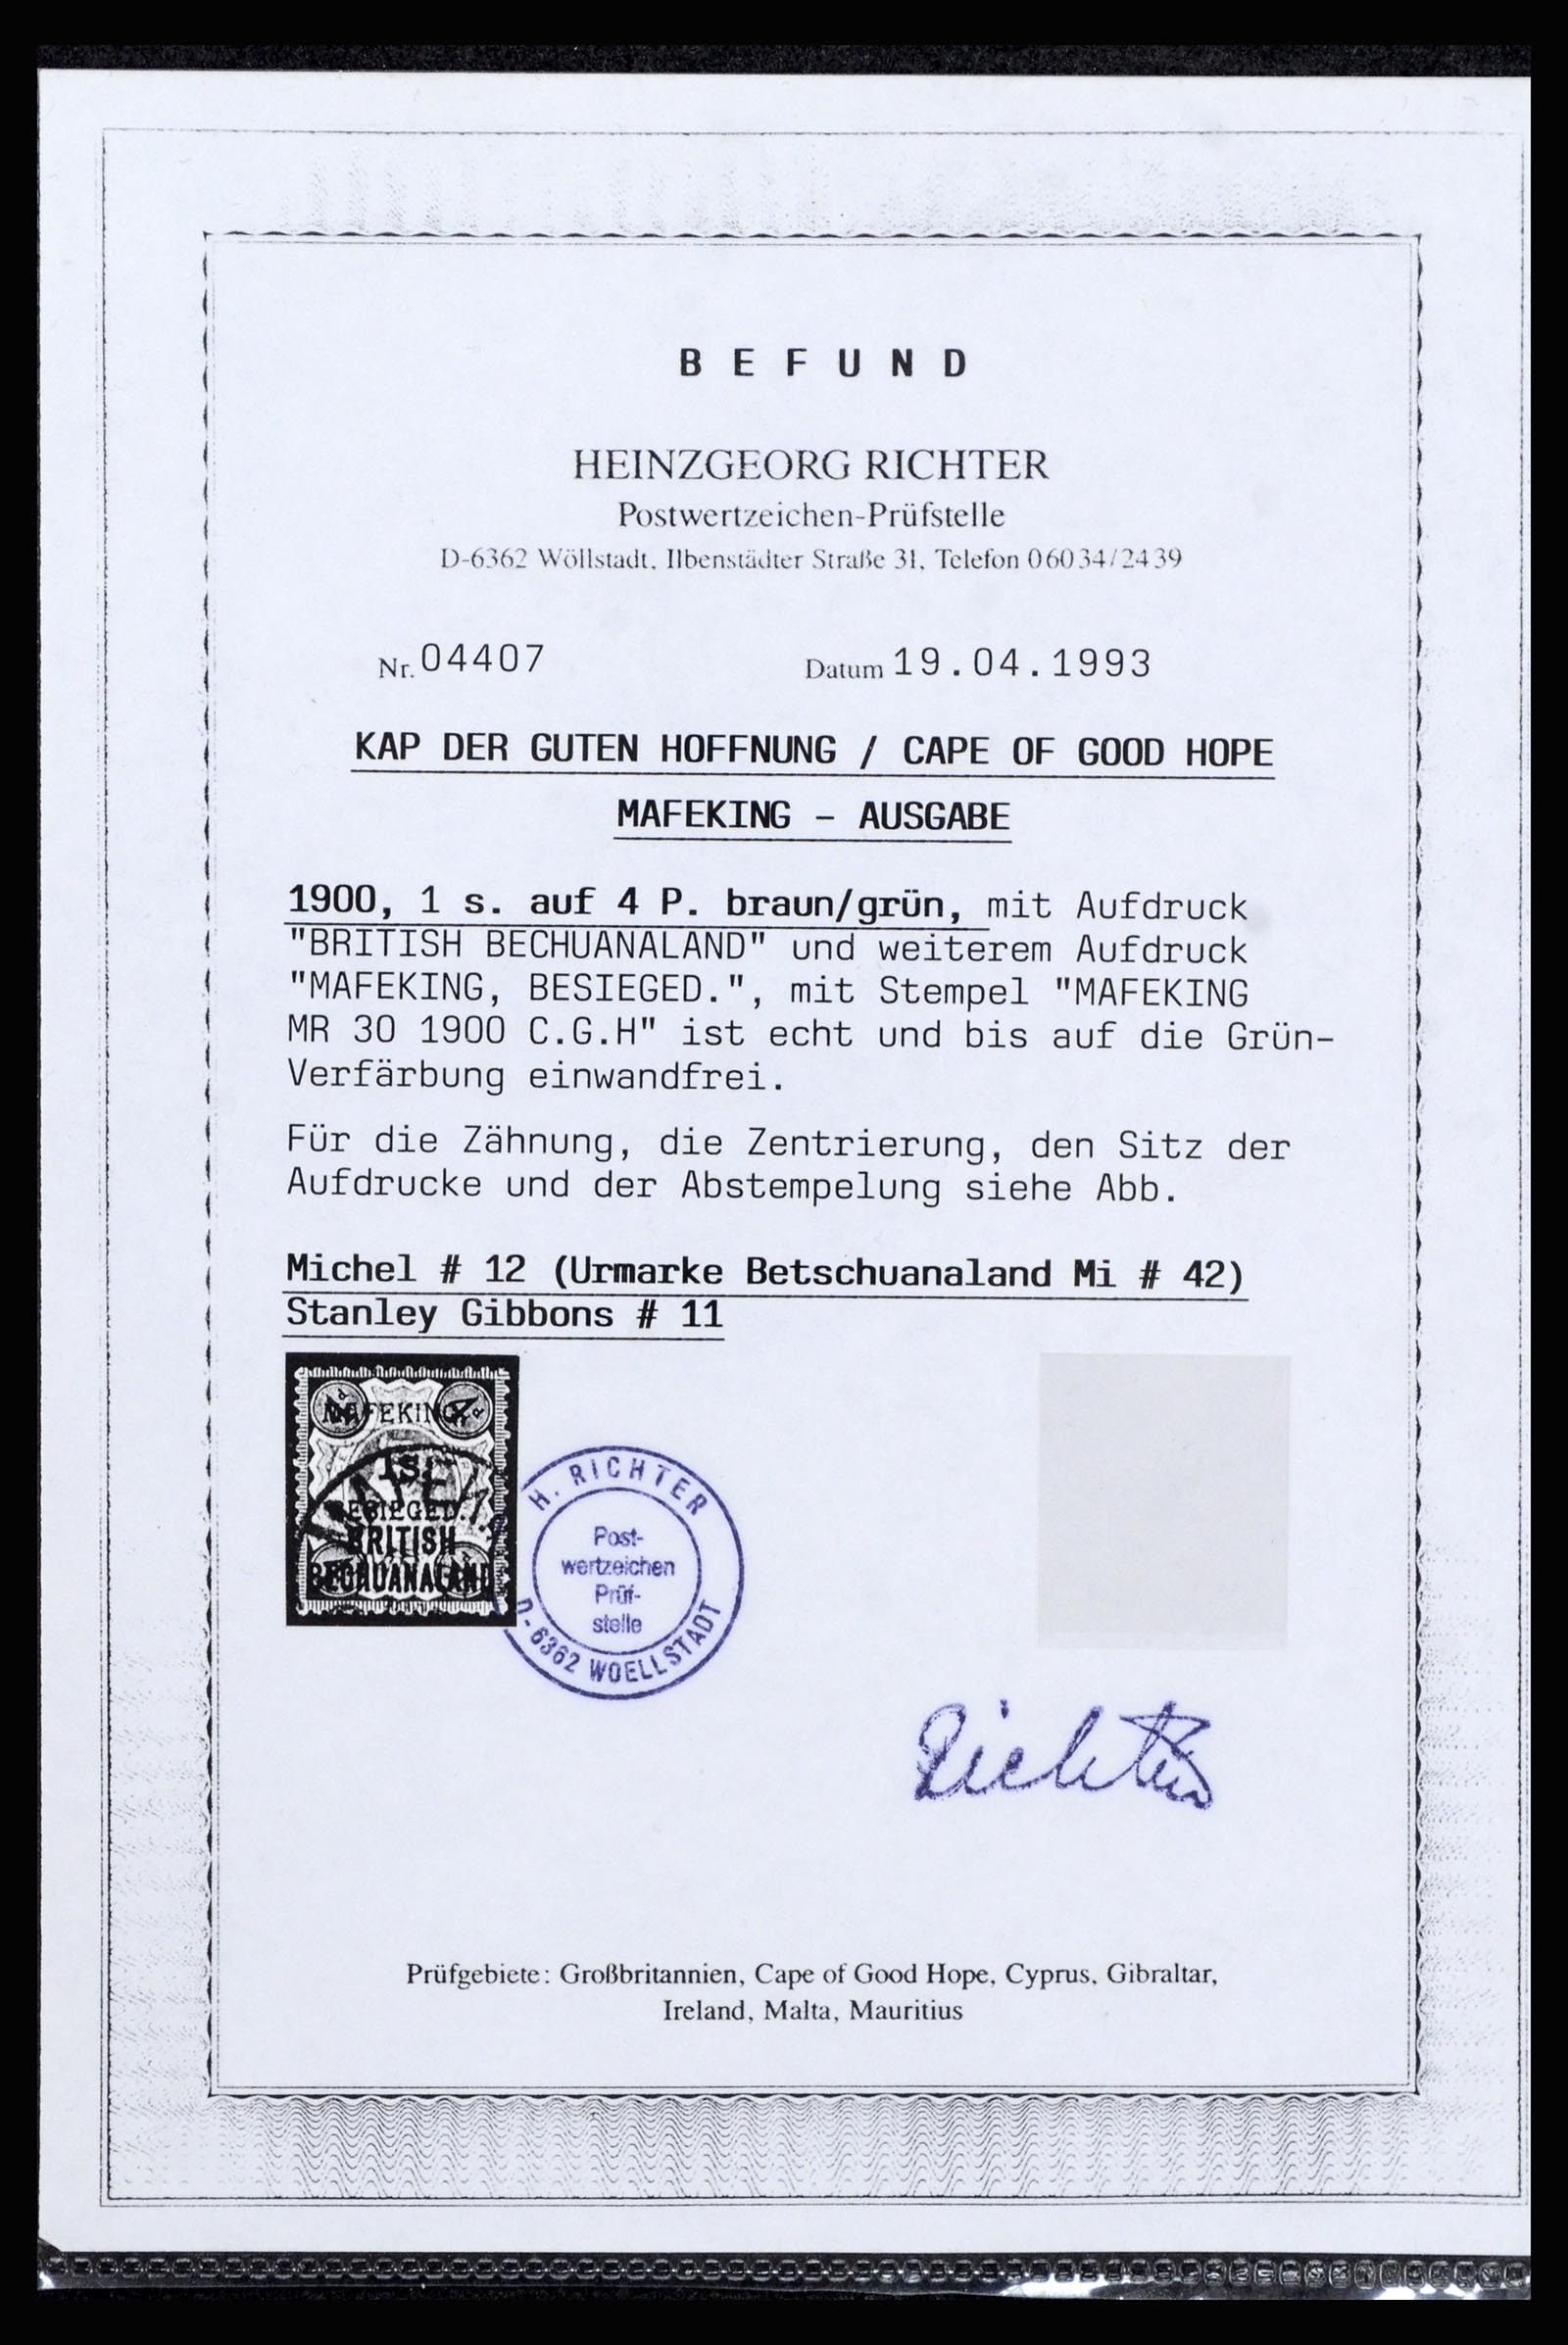 BEFUND
HEINZGEORG RICHTER
Postwertzeichen-Prüfstelle
D-6362 Wöllstadt, Ilbenstädter Straße 31, Telefon 06034/2439
Nr. 04407 Datum 19.04.1993
KAP DER GUTEN HOFFNUNG / CAPE OF GOOD HOPE
MAFEKING - AUSGABE
1900, 1 s. auf 4 P. braun/grün, mit Aufdruck
"BRITISH BECHUANALAND" und weiterem Aufdruck
"MAFEKING, BESIEGED.", mit Stempel "MAFEKING
MR 30 1900 C.G.H" ist echt und bis auf die Grün-
Verfärbung einwandfrei.
Für die Zähnung, die Zentrierung, den Sitz der
Aufdrucke und der Abstempelung siehe Abb.
Michel # 12 (Urmarke Betschuanaland Mi # 42)
Stanley Gibbons # 11
MAFEKING
1s.
BESIEGED.
BRITISH
BECHUANALAND
H. RICHTER
Post-
wertzeichen
Prüf-
stelle
D-6362 WOELLSTADT
Richter
Prüfgebiete: Großbritannien, Cape of Good Hope, Cyprus, Gibraltar,
Ireland, Malta, Mauritius